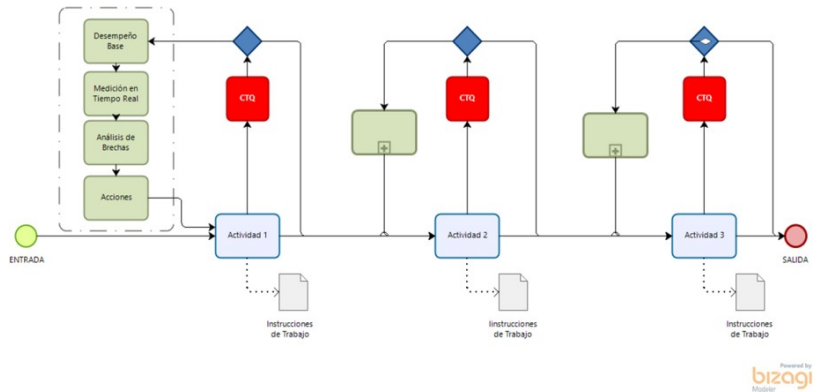 Desempeño
Base
Medición en
Tiempo Real
Análisis de
Brechas
Acciones
CTQ
CTQ
CTQ
Actividad 1
Actividad 2
Actividad 3
ENTRADA
SALIDA
Instrucciones
de Trabajo
Iinstrucciones
de Trabajo
Instrucciones
de Trabajo
Powered by
bizagi
Modeler